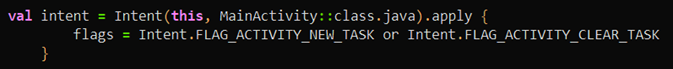 val intent = Intent(this, MainActivity::class.java).apply {
        flags = Intent.FLAG_ACTIVITY_NEW_TASK or Intent.FLAG_ACTIVITY_CLEAR_TASK
    }